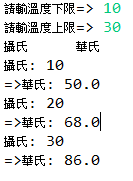 請輸溫度下限=> 10
請輸溫度上限=> 30
攝氏 華氏
攝氏: 10
=>華氏: 50.0
攝氏: 20
=>華氏: 68.0
攝氏: 30
=>華氏: 86.0